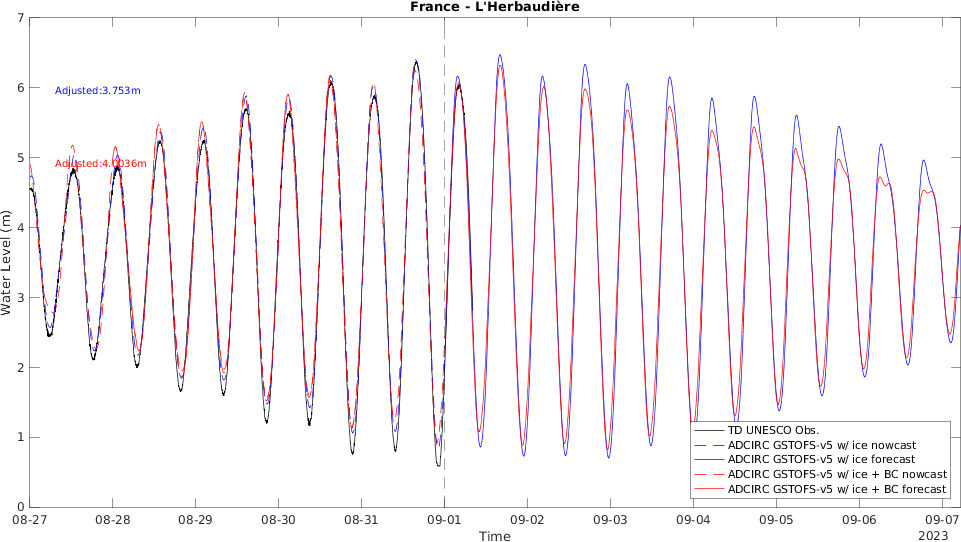 France - L'Herbaudière
Water Level (m)
7
6
5
4
3
2
1
0
Adjusted:3.753m
Adjusted:4.0036m
TD UNESCO Obs.
ADCIRC GSTOFS-v5 w/ ice nowcast
ADCIRC GSTOFS-v5 w/ ice forecast
ADCIRC GSTOFS-v5 w/ ice + BC nowcast
ADCIRC GSTOFS-v5 w/ ice + BC forecast
08-27 08-28 08-29 08-30 08-31 09-01 09-02 09-03 09-04 09-05 09-06 09-07
2023
Time